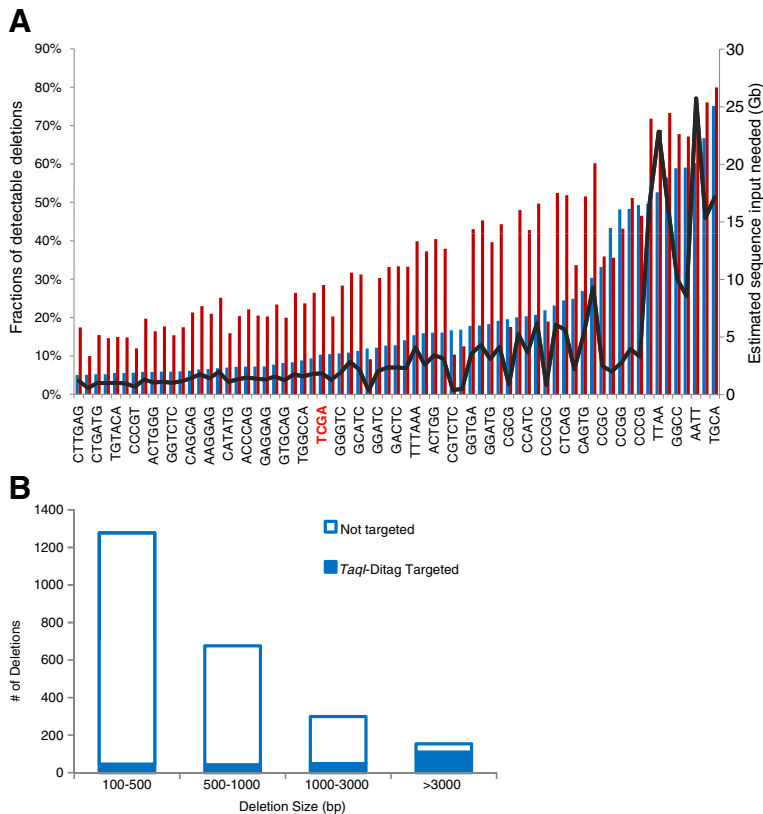 A
90%
80%
70%
60%
50%
40%
30%
20%
10%
0%
Fractions of detectable deletions
30
25
20
15
10
5
0
Estimated sequence input needed (Gb)
CTTGAG
CTGATG
TGTACA
CCCGT
ACTGGG
GGTCTC
CAGCAG
AAGGAG
CATATG
ACCCAG
GAGGAG
GTGCAG
TGGCCA
TCGA
GGGTC
GCATC
GGATC
GACTC
TTTAAA
ACTGG
CGTCTC
GGTGA
GGATG
CGCG
CCATC
CCCGC
CTCAG
CAGTG
CCGC
CCGG
CCCG
TTAA
GGCC
AATT
TGCA
B
1400
1200
1000
800
600
400
200
0
# of Deletions
Not targeted
TaqI-Ditag Targeted
100-500
500-1000
1000-3000
>3000
Deletion Size (bp)